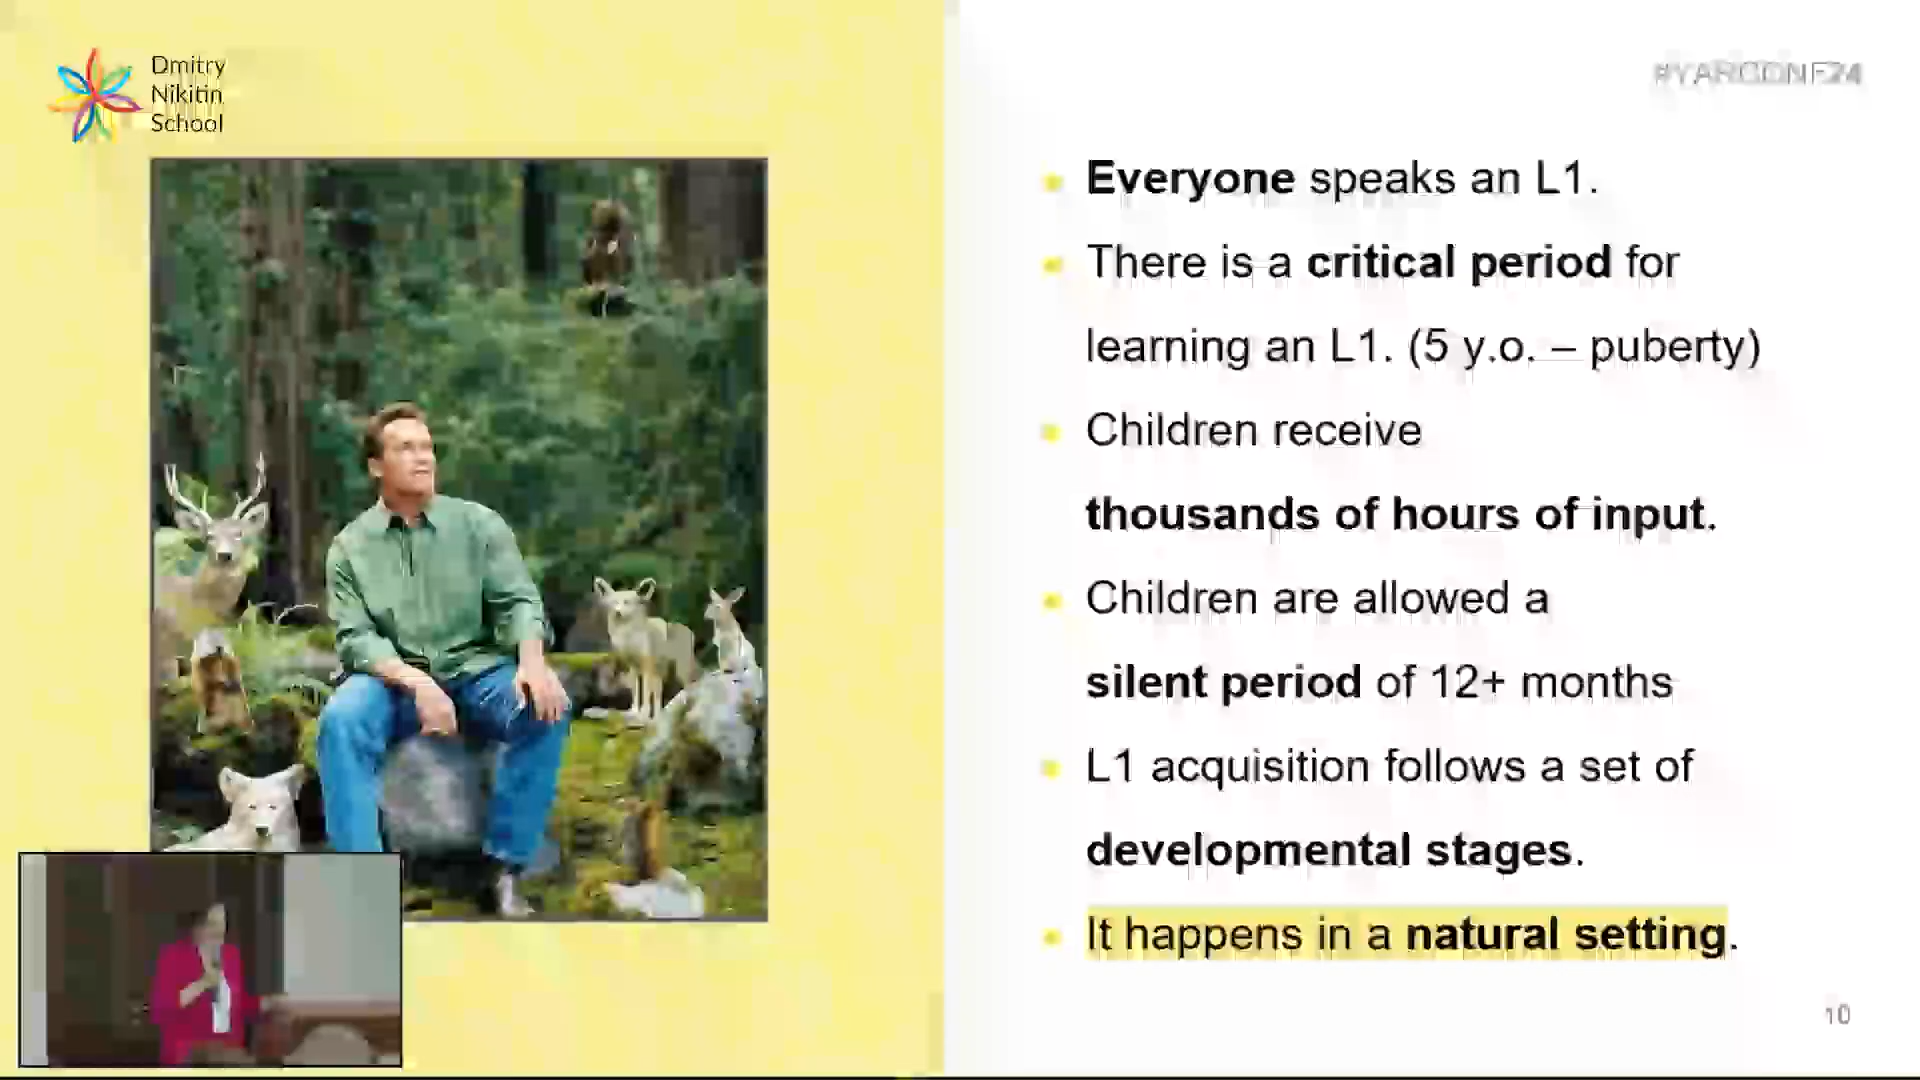 Dmitry
Nikitin
School
#YARCONF24
Everyone speaks an L1.
There is a critical period for
learning an L1. (5 y.o. – puberty)
Children receive
thousands of hours of input.
Children are allowed a
silent period of 12+ months
L1 acquisition follows a set of
developmental stages.
It happens in a natural setting.
10